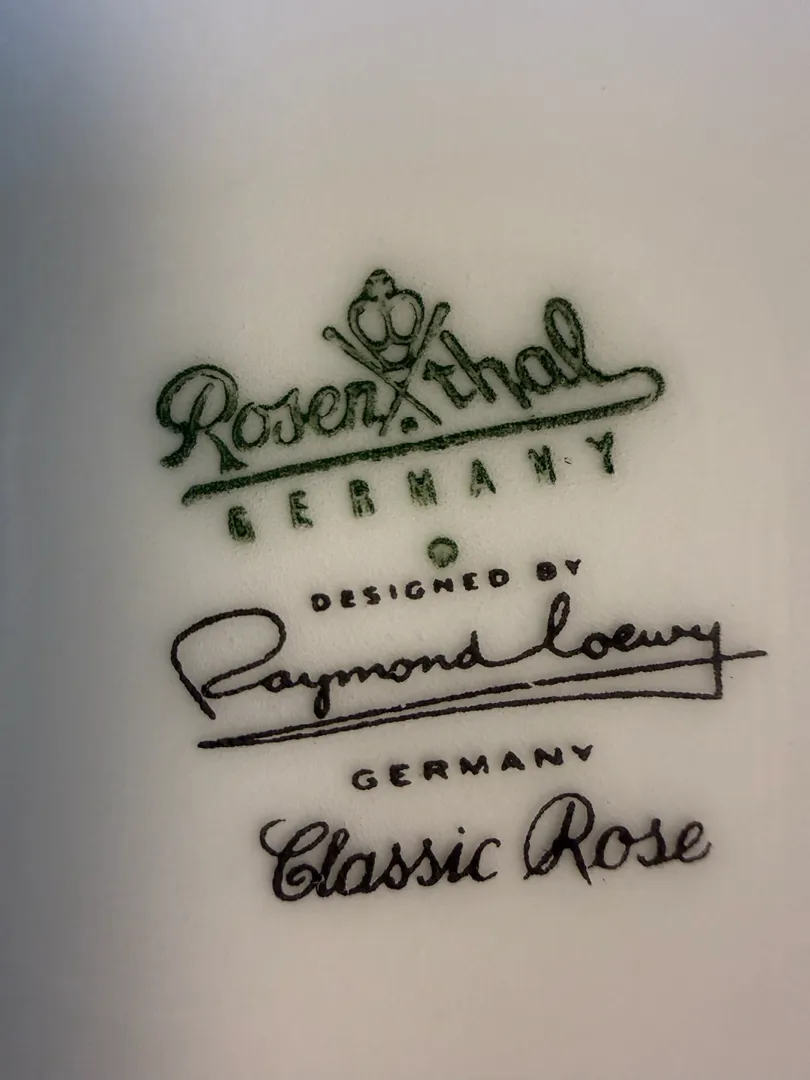 Rosenthal
GERMANY
DESIGNED BY
Raymond Loewy
GERMANY
Classic Rose